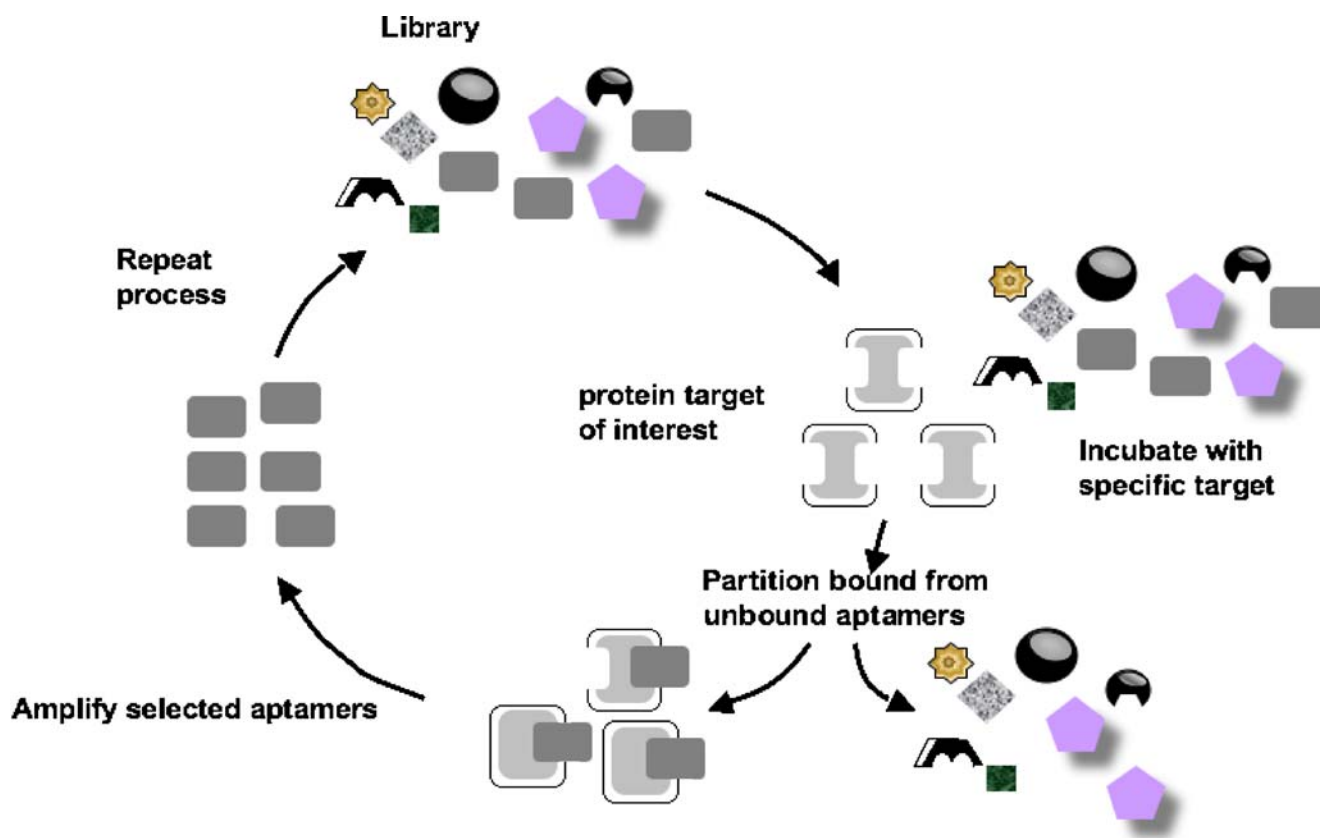 Library
Repeat
process
protein target
of interest
Incubate with
specific target
Partition bound from
unbound aptamers
Amplify selected aptamers